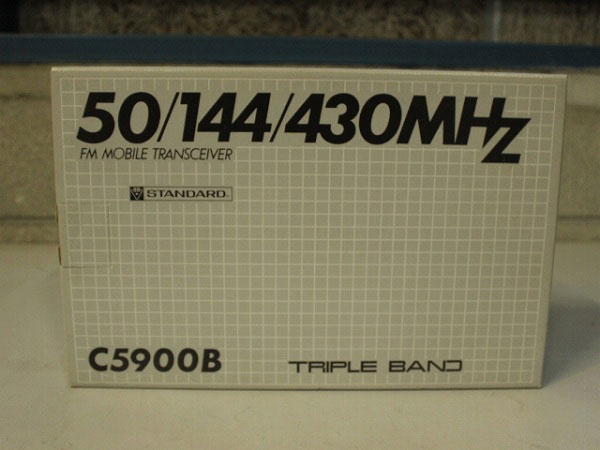 50/144/430MHz
FM MOBILE TRANSCEIVER
STANDARD
C5900B
TRIPLE BAND